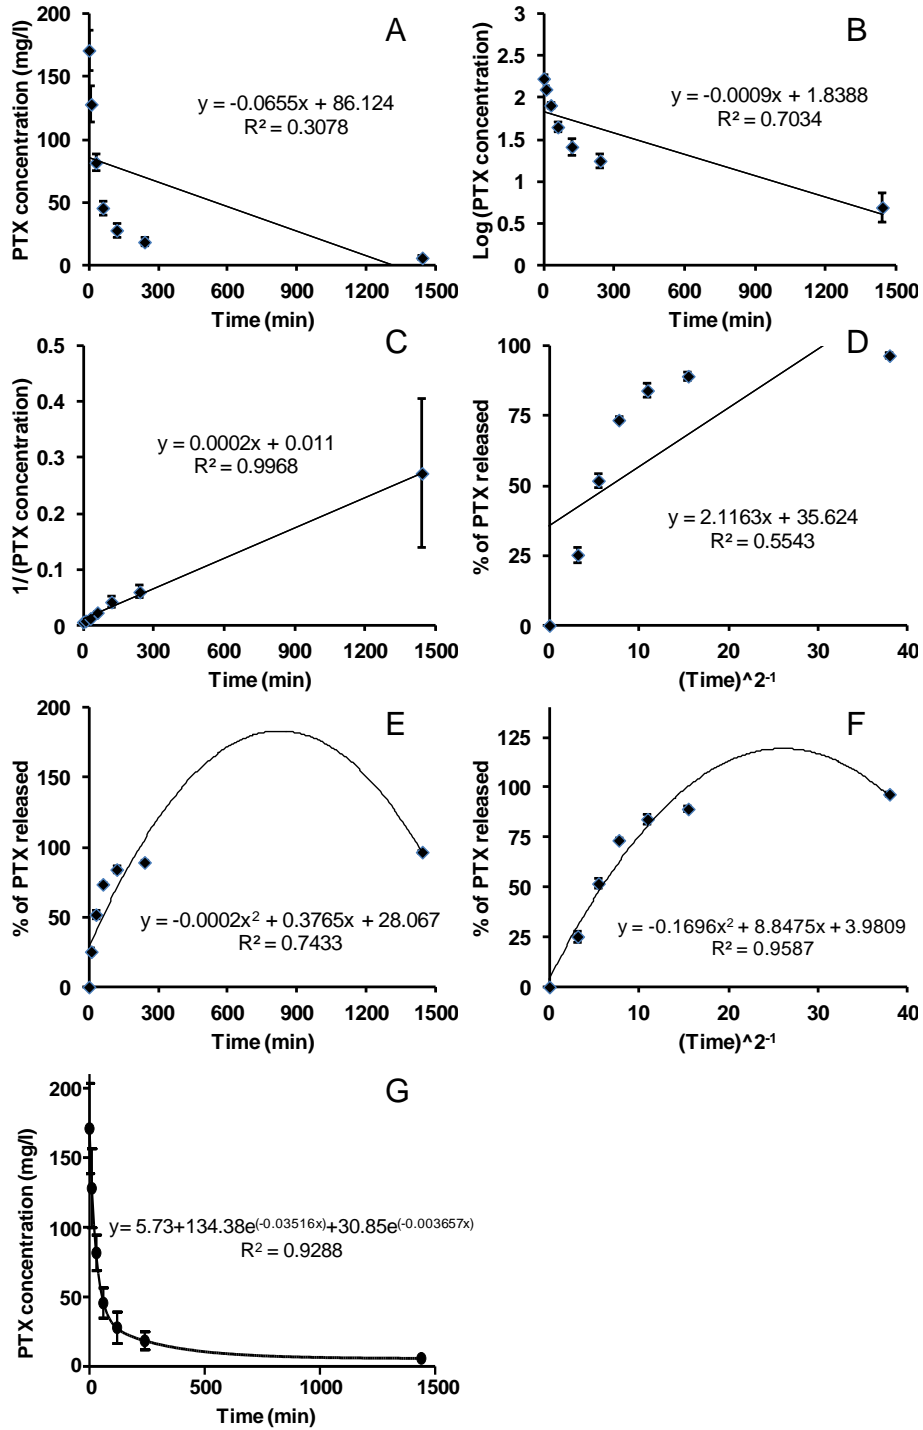 A
PTX concentration (mg/l)
200
150
100
50
0
y = -0.0655x + 86.124
R² = 0.3078
0 300 600 900 1200 1500
Time (min)
B
Log (PTX concentration)
3
2.5
2
1.5
1
0.5
0
y = -0.0009x + 1.8388
R² = 0.7034
0 300 600 900 1200 1500
Time (min)
C
1/ (PTX concentration)
0.5
0.4
0.3
0.2
0.1
0
y = 0.0002x + 0.011
R² = 0.9968
0 300 600 900 1200 1500
Time (min)
D
% of PTX released
100
75
50
25
0
y = 2.1163x + 35.624
R² = 0.5543
0 10 20 30 40
(Time)^2⁻¹
E
% of PTX released
200
150
100
50
0
y = -0.0002x² + 0.3765x + 28.067
R² = 0.7433
0 300 600 900 1200 1500
Time (min)
F
% of PTX released
125
100
75
50
25
0
y = -0.1696x² + 8.8475x + 3.9809
R² = 0.9587
0 10 20 30 40
(Time)^2⁻¹
G
PTX concentration (mg/l)
200
150
100
50
0
y= 5.73+134.38e(-0.03516x)+30.85e(-0.003657x)
R² = 0.9288
0 500 1000 1500
Time (min)